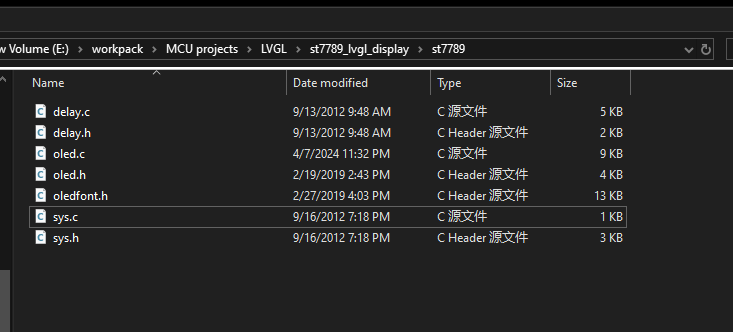 w Volume (E:) > workpack > MCU projects > LVGL > st7789_lvgl_display > st7789
Name Date modified Type Size
delay.c 9/13/2012 9:48 AM C 源文件 5 KB
delay.h 9/13/2012 9:48 AM C Header 源文件 2 KB
oled.c 4/7/2024 11:32 PM C 源文件 9 KB
oled.h 2/19/2019 2:43 PM C Header 源文件 4 KB
oledfont.h 2/27/2019 4:03 PM C Header 源文件 13 KB
sys.c 9/16/2012 7:18 PM C 源文件 1 KB
sys.h 9/16/2012 7:18 PM C Header 源文件 3 KB